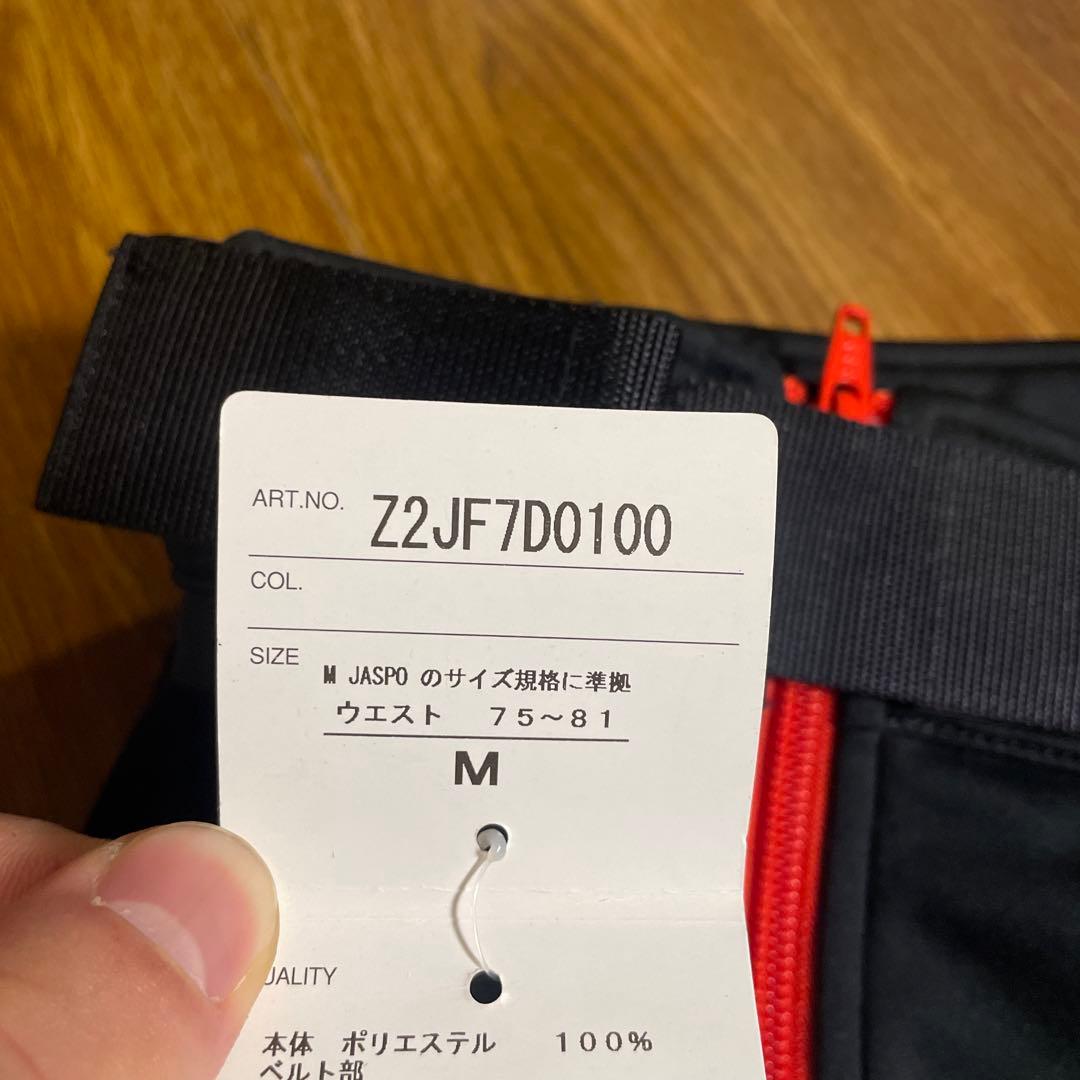 ART.NO. Z2JF7D0100
COL.
SIZE
M JASPO のサイズ規格に準拠
ウエスト 75～81
M
UALITY
本体 ポリエステル 100%
ベルト部